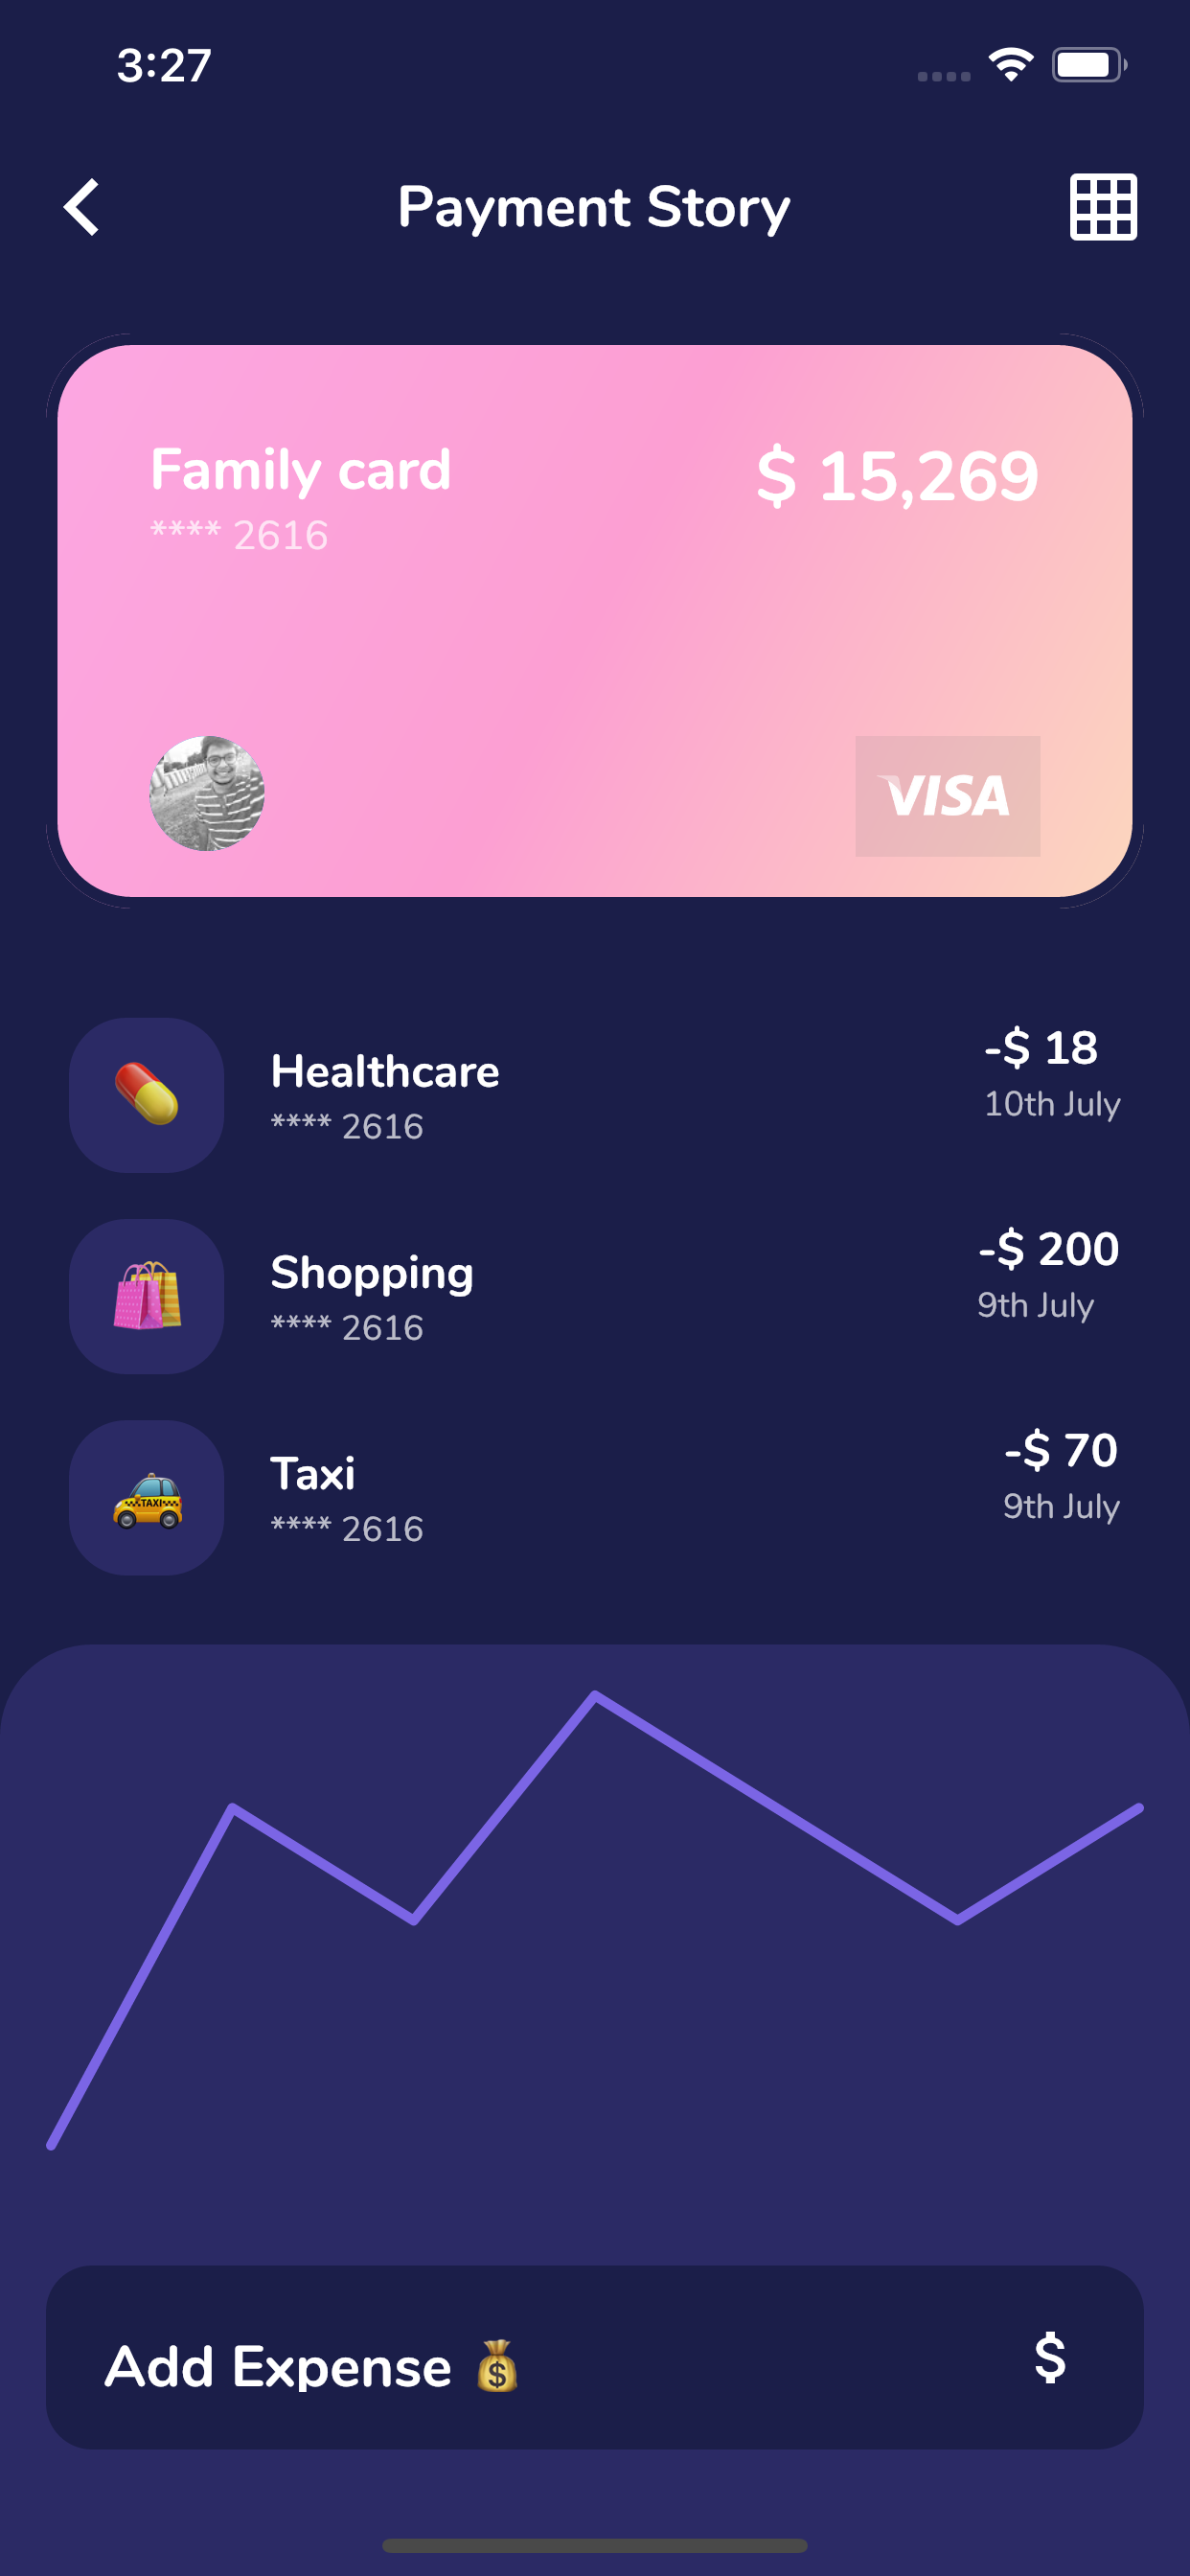 3:27
Payment Story
Family card
$ 15,269
**** 2616
VISA
Healthcare
-$ 18
**** 2616
10th July
Shopping
-$ 200
**** 2616
9th July
TAXI
Taxi
-$ 70
**** 2616
9th July
Add Expense 💰
$